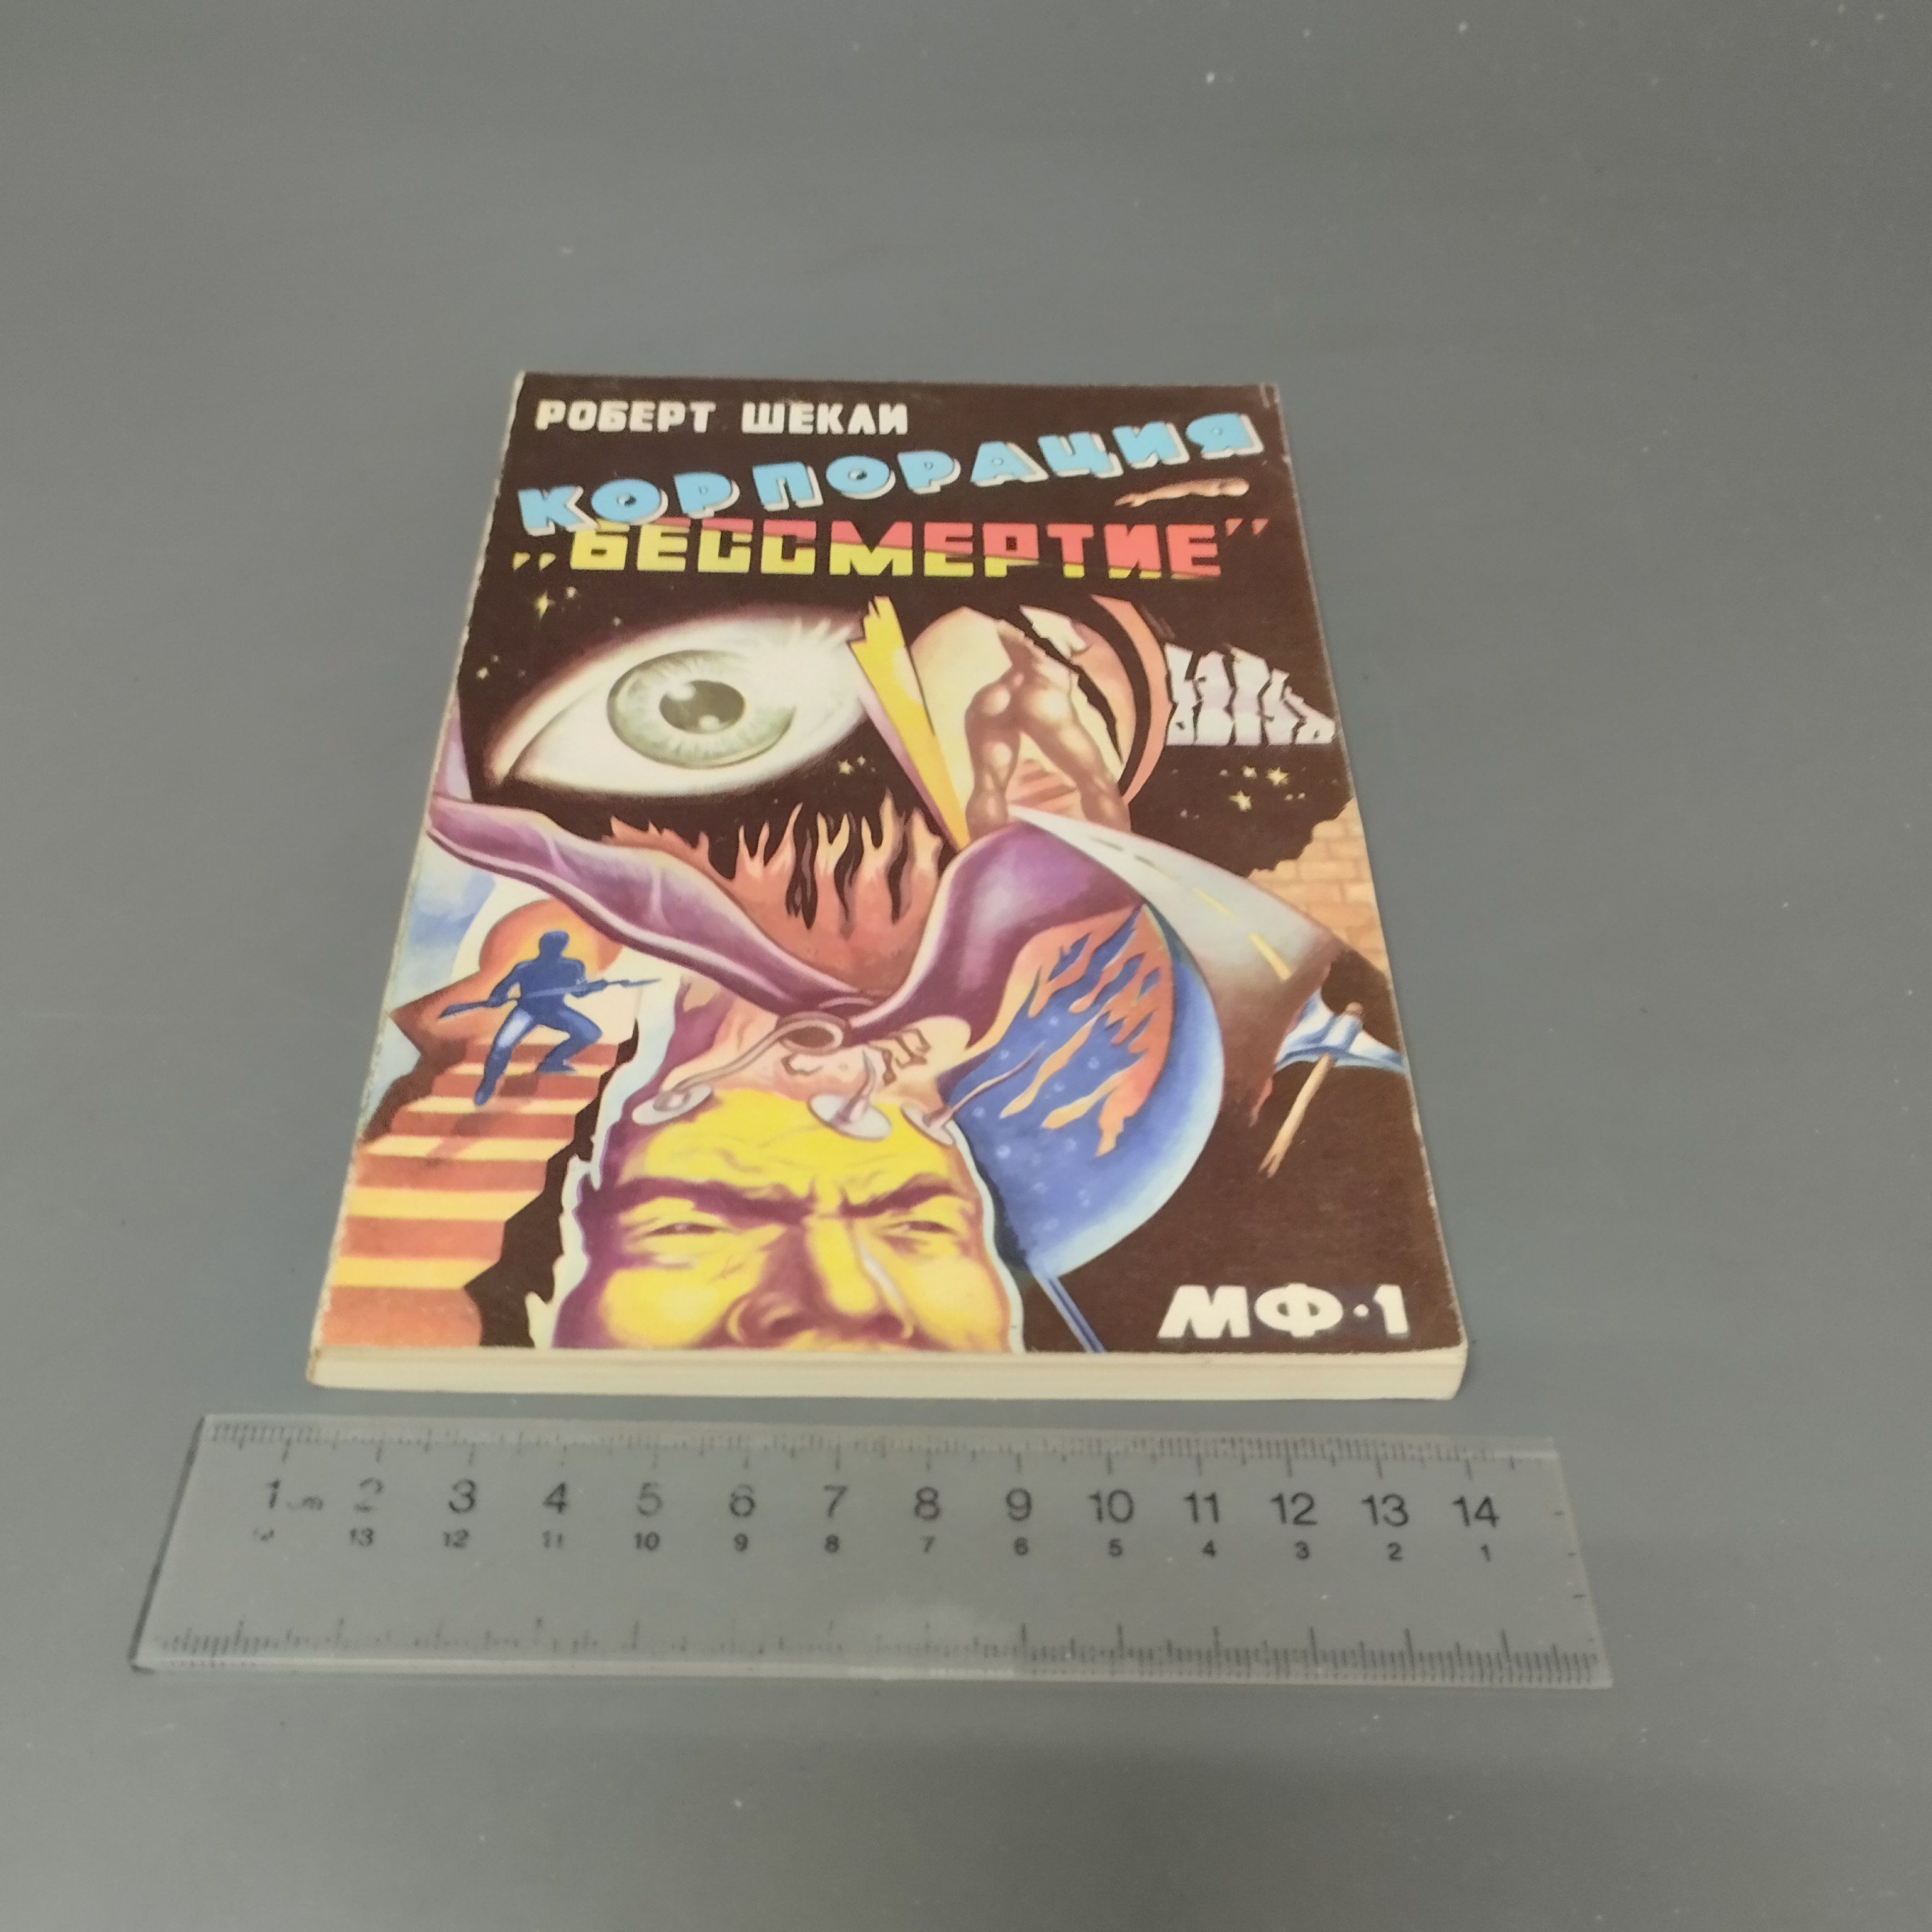 РОБЕРТ ШЕКЛИ
КОРПОРАЦИЯ
„БЕССМЕРТИЕ"
МФ·1
1 cm 2 3 4 5 6 7 8 9 10 11 12 13 14
13 12 11 10 9 8 7 6 5 4 3 2 1